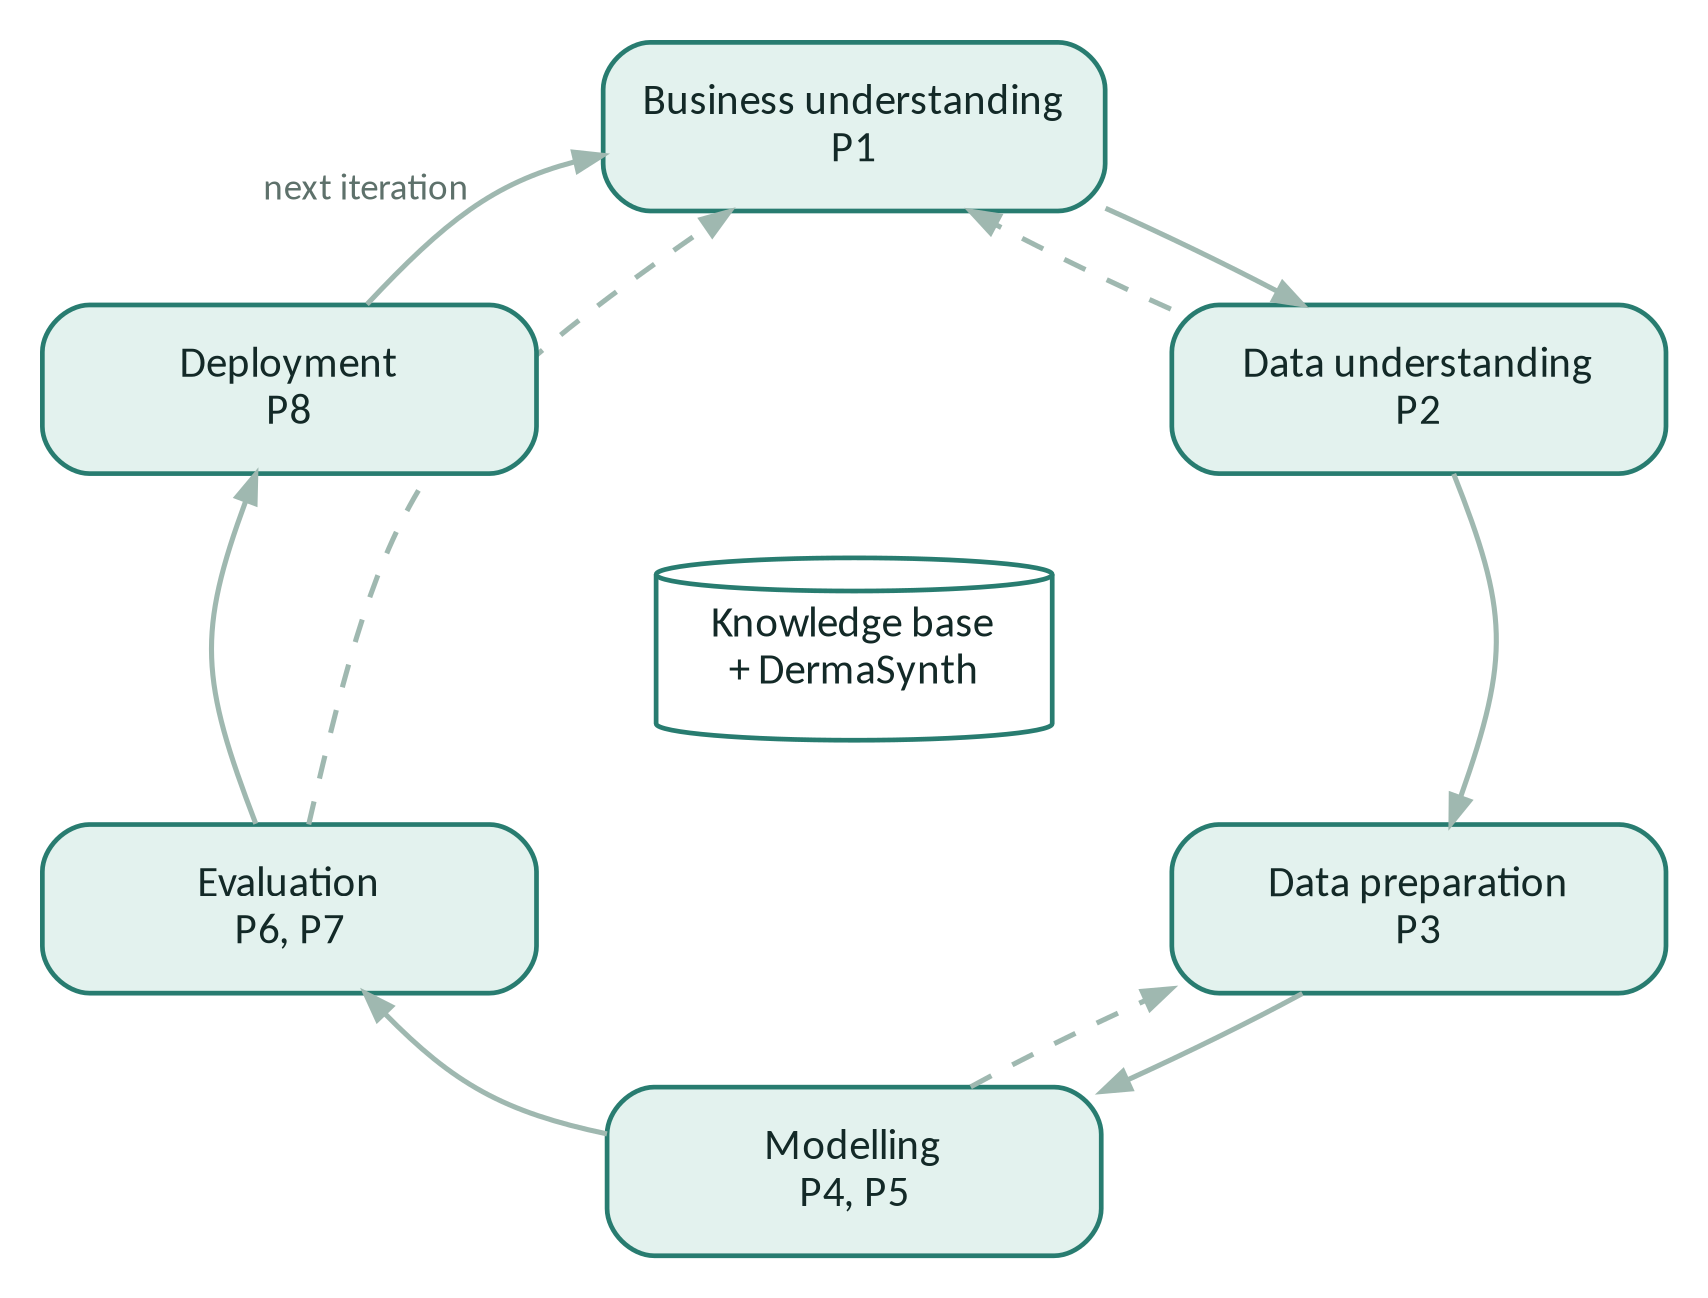 Business understanding
P1
next iteration
Deployment
P8
Data understanding
P2
Knowledge base
+ DermaSynth
Evaluation
P6, P7
Data preparation
P3
Modelling
P4, P5